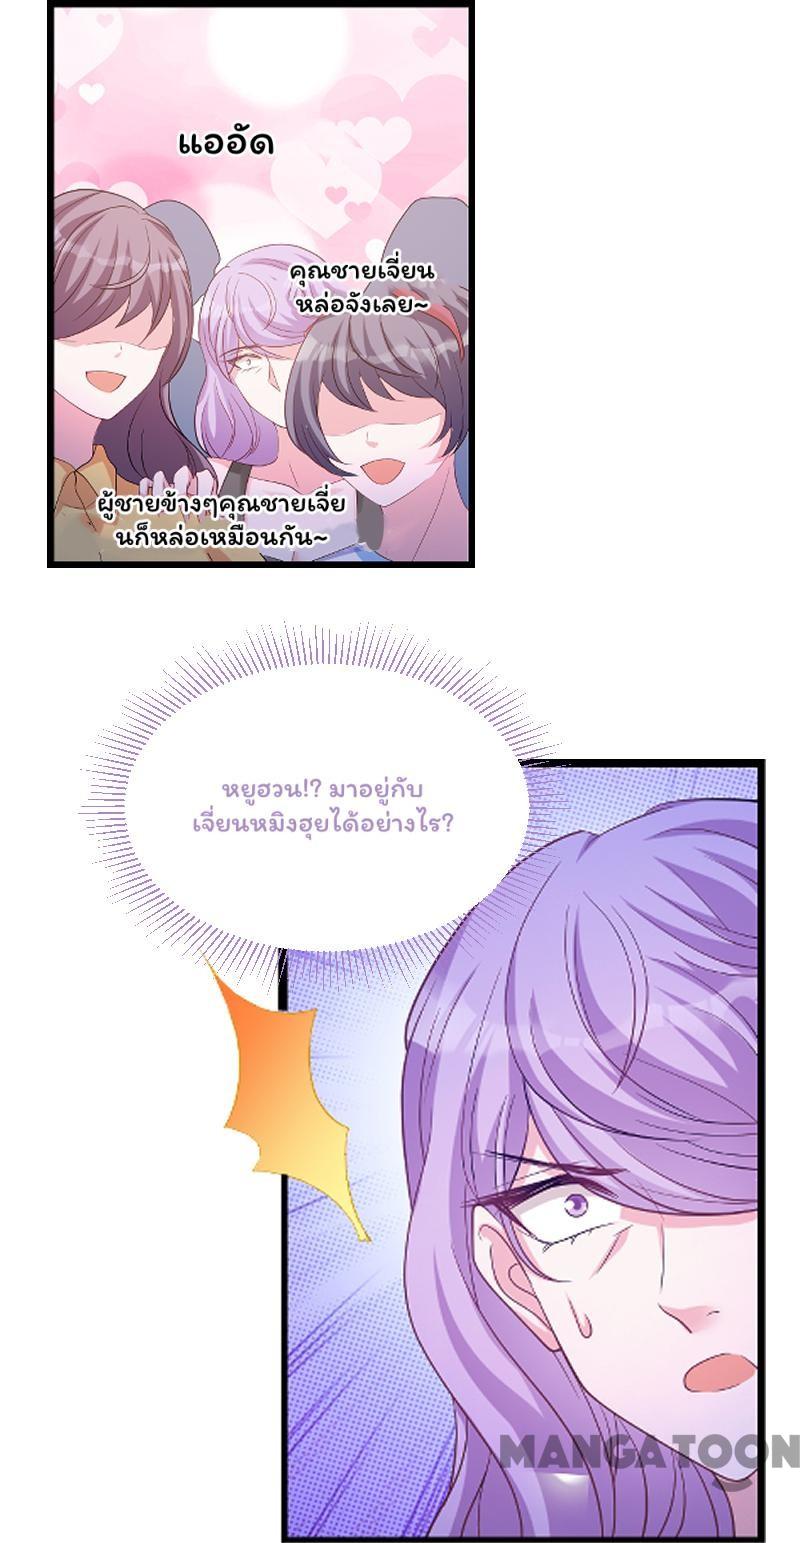 แออัด
คุณชายเจี่ยน
หล่อจังเลย~
ผู้ชายข้างๆคุณชายเจี่ย
นก็หล่อเหมือนกัน~
หยูฮวน!? มาอยู่กับ
เจี่ยนหมิงฮุยได้อย่างไร?
MANGATOON